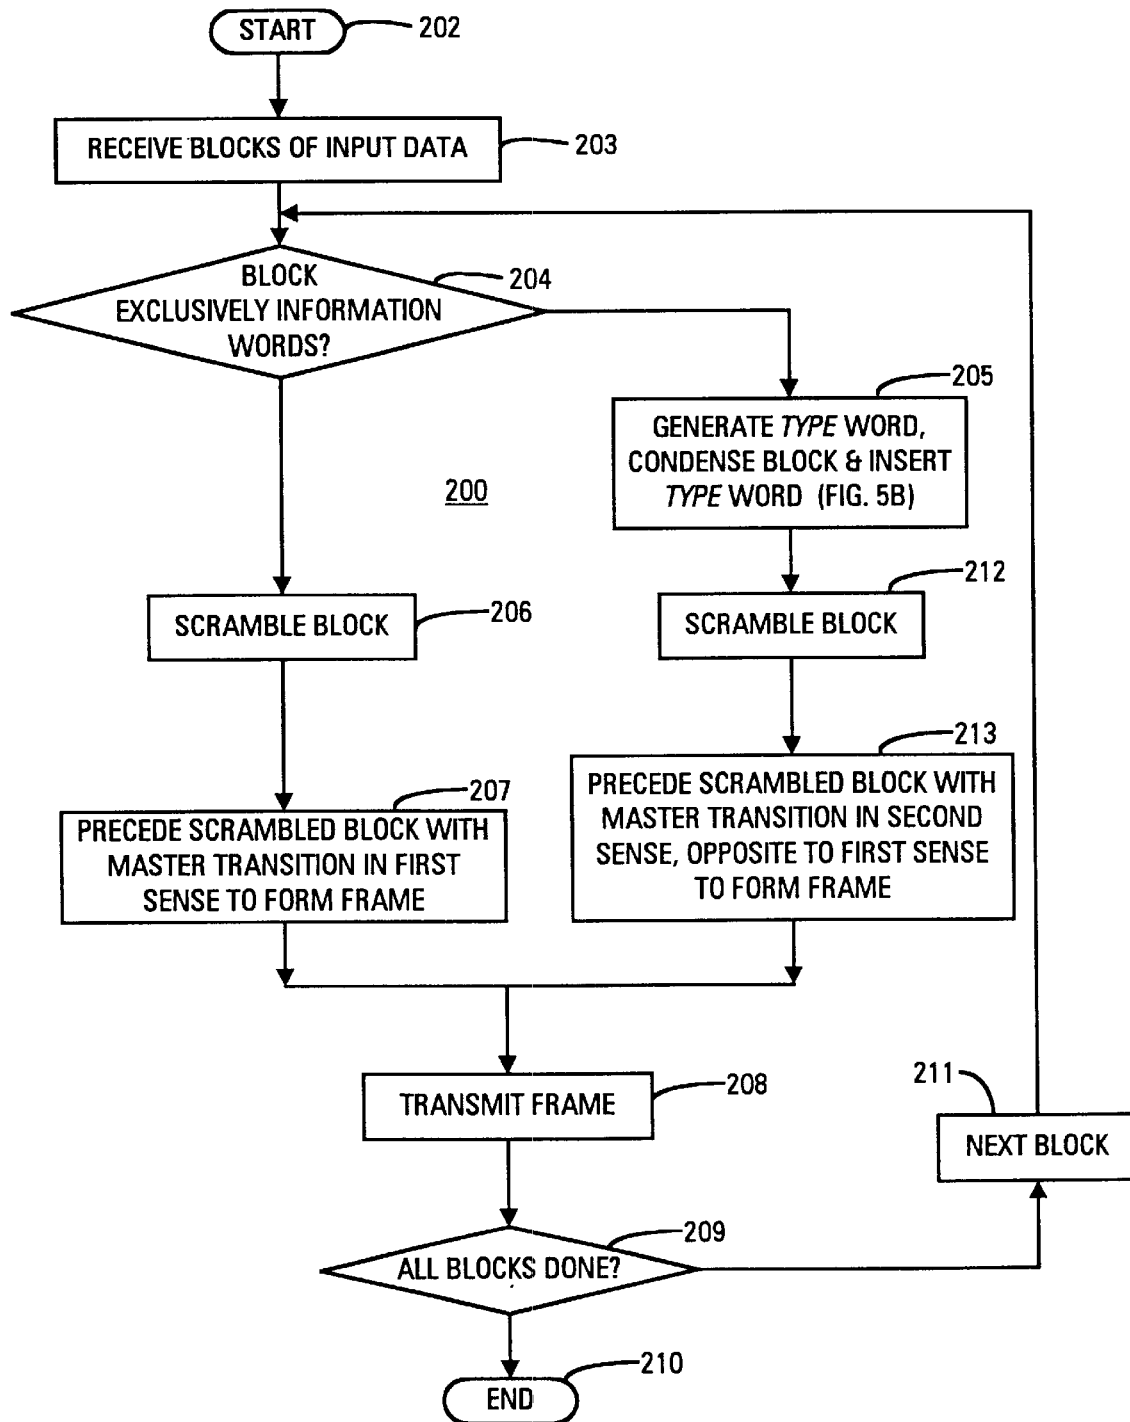 START
202
RECEIVE BLOCKS OF INPUT DATA
203
BLOCK
EXCLUSIVELY INFORMATION
WORDS?
204
205
GENERATE TYPE WORD,
CONDENSE BLOCK & INSERT
TYPE WORD (FIG. 5B)
200
212
SCRAMBLE BLOCK
206
SCRAMBLE BLOCK
213
207
PRECEDE SCRAMBLED BLOCK WITH
MASTER TRANSITION IN FIRST
SENSE TO FORM FRAME
PRECEDE SCRAMBLED BLOCK WITH
MASTER TRANSITION IN SECOND
SENSE, OPPOSITE TO FIRST SENSE
TO FORM FRAME
TRANSMIT FRAME
208
211
NEXT BLOCK
209
ALL BLOCKS DONE?
210
END